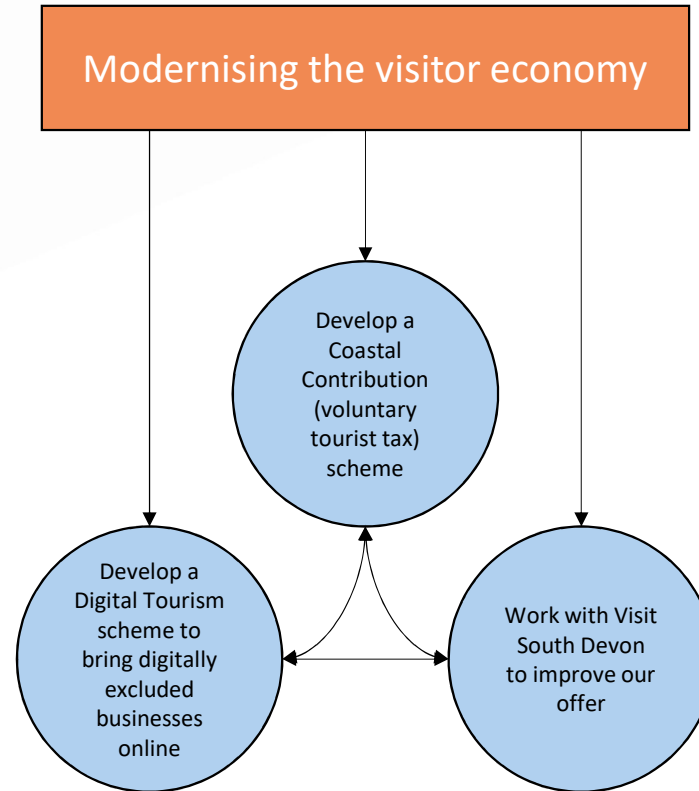 Modernising the visitor economy
Develop a
Coastal
Contribution
(voluntary
tourist tax)
scheme
Develop a
Digital Tourism
scheme to
bring digitally
excluded
businesses
online
Work with Visit
South Devon
to improve our
offer